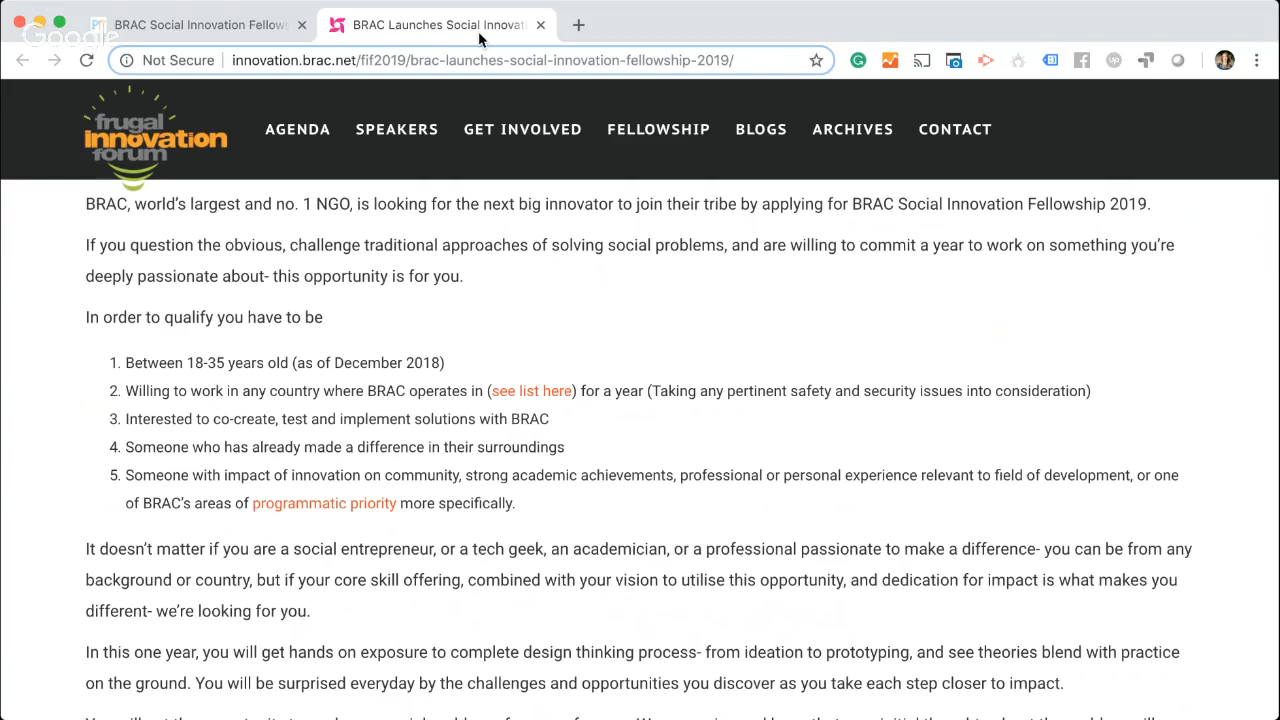 BRAC Social Innovation Fellows
BRAC Launches Social Innovati
Google
Not Secure
innovation.brac.net/fif2019/brac-launches-social-innovation-fellowship-2019/
frugal
innovation
forum
AGENDA SPEAKERS GET INVOLVED FELLOWSHIP BLOGS ARCHIVES CONTACT
BRAC, world's largest and no. 1 NGO, is looking for the next big innovator to join their tribe by applying for BRAC Social Innovation Fellowship 2019.
If you question the obvious, challenge traditional approaches of solving social problems, and are willing to commit a year to work on something you're
deeply passionate about- this opportunity is for you.
In order to qualify you have to be
1. Between 18-35 years old (as of December 2018)
2. Willing to work in any country where BRAC operates in (see list here) for a year (Taking any pertinent safety and security issues into consideration)
3. Interested to co-create, test and implement solutions with BRAC
4. Someone who has already made a difference in their surroundings
5. Someone with impact of innovation on community, strong academic achievements, professional or personal experience relevant to field of development, or one
of BRAC's areas of programmatic priority more specifically.
It doesn't matter if you are a social entrepreneur, or a tech geek, an academician, or a professional passionate to make a difference- you can be from any
background or country, but if your core skill offering, combined with your vision to utilise this opportunity, and dedication for impact is what makes you
different- we're looking for you.
In this one year, you will get hands on exposure to complete design thinking process- from ideation to prototyping, and see theories blend with practice
on the ground. You will be surprised everyday by the challenges and opportunities you discover as you take each step closer to impact.